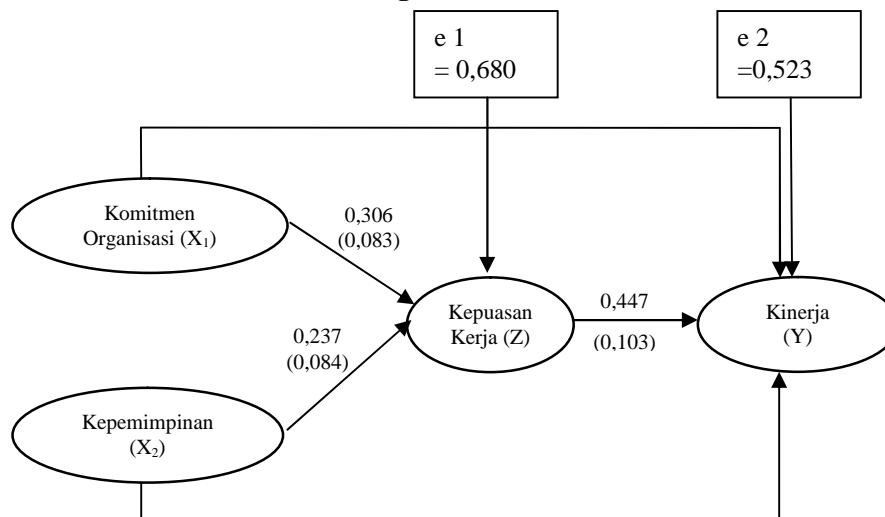 e 1
= 0,680
e 2
=0,523
Komitmen
Organisasi (X₁)
0,306
(0,083)
Kepuasan
Kerja (Z)
0,447
(0,103)
Kinerja
(Y)
0,237
(0,084)
Kepemimpinan
(X₂)